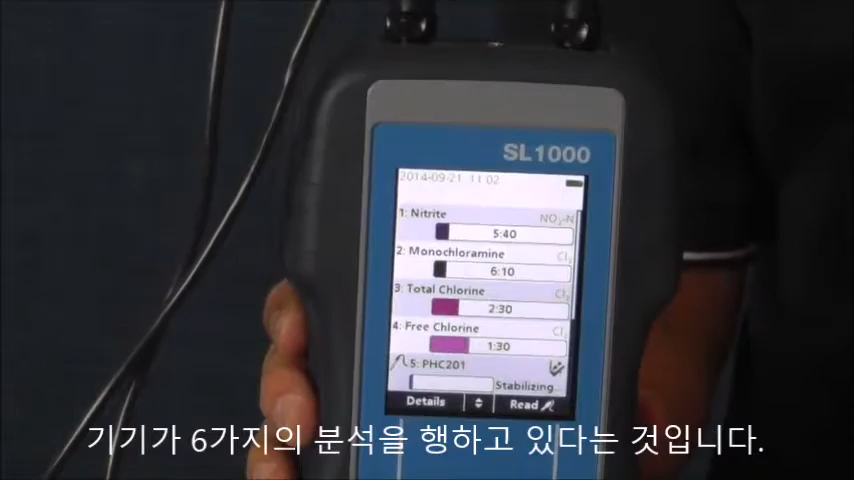 SL1000
2014-09-21 11:02
1: Nitrite NO₂-N
5:40
2: Monochloramine Cl₂
6:10
3: Total Chlorine Cl₂
2:30
4: Free Chlorine Cl₂
1:30
5: PHC201
Stabilizing...
Details Read
기기가 6가지의 분석을 행하고 있다는 것입니다.